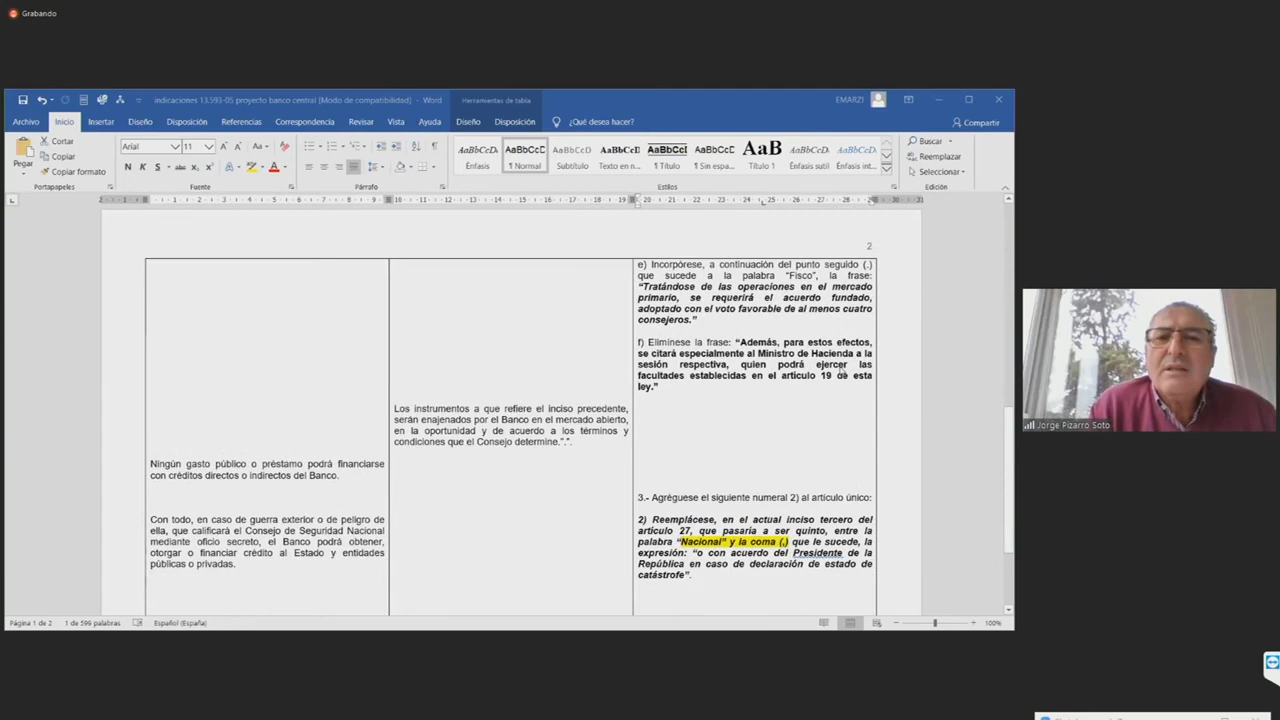 Grabando
indicaciones 13.593-05 proyecto banco central [Modo de compatibilidad] - Word
Herramientas de tabla
EMARZI
Archivo Inicio Insertar Diseño Disposición Referencias Correspondencia Revisar Vista Ayuda Diseño Disposición ¿Qué desea hacer? Compartir
Pegar
Cortar
Copiar
Copiar formato
Portapapeles
Arial 11
N K S abc x₂ x²
Fuente
Párrafo
AaBbCcDc AaBbCcC AaBbCcDc AaBbCcDc AaBbCcC AaBbCcC AaB AaBbCcDc AaBbCcDc
Énfasis ¶ Normal Subtítulo Texto en n... ¶ Título ¶ Sin espa... Título 1 Énfasis sutil Énfasis int...
Estilos
Buscar
Reemplazar
Seleccionar
Edición
2
e) Incorpórese, a continuación del punto seguido (.)
que sucede a la palabra “Fisco”, la frase:
“Tratándose de las operaciones en el mercado
primario, se requerirá el acuerdo fundado,
adoptado con el voto favorable de al menos cuatro
consejeros.”
f) Elimínese la frase: “Además, para estos efectos,
se citará especialmente al Ministro de Hacienda a la
sesión respectiva, quien podrá ejercer las
facultades establecidas en el artículo 19 de esta
ley.”
Los instrumentos a que refiere el inciso precedente,
serán enajenados por el Banco en el mercado abierto,
en la oportunidad y de acuerdo a los términos y
condiciones que el Consejo determine.”.”.
Ningún gasto público o préstamo podrá financiarse
con créditos directos o indirectos del Banco.
Con todo, en caso de guerra exterior o de peligro de
ella, que calificará el Consejo de Seguridad Nacional
mediante oficio secreto, el Banco podrá obtener,
otorgar o financiar crédito al Estado y entidades
públicas o privadas.
3.- Agréguese el siguiente numeral 2) al artículo único:
2) Reemplácese, en el actual inciso tercero del
artículo 27, que pasaría a ser quinto, entre la
palabra “Nacional” y la coma (,) que le sucede, la
expresión: “o con acuerdo del Presidente de la
República en caso de declaración de estado de
catástrofe”.
Jorge Pizarro Soto
Página 1 de 2 1 de 599 palabras Español (España) 100%